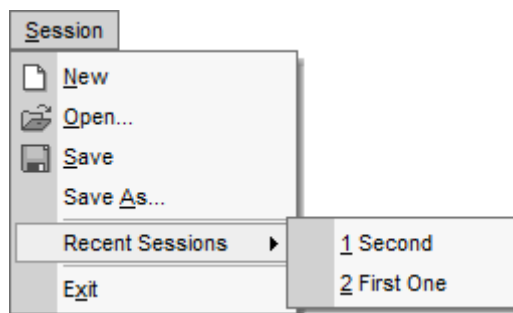 Session
New
Open...
Save
Save As...
Recent Sessions
1 Second
2 First One
Exit